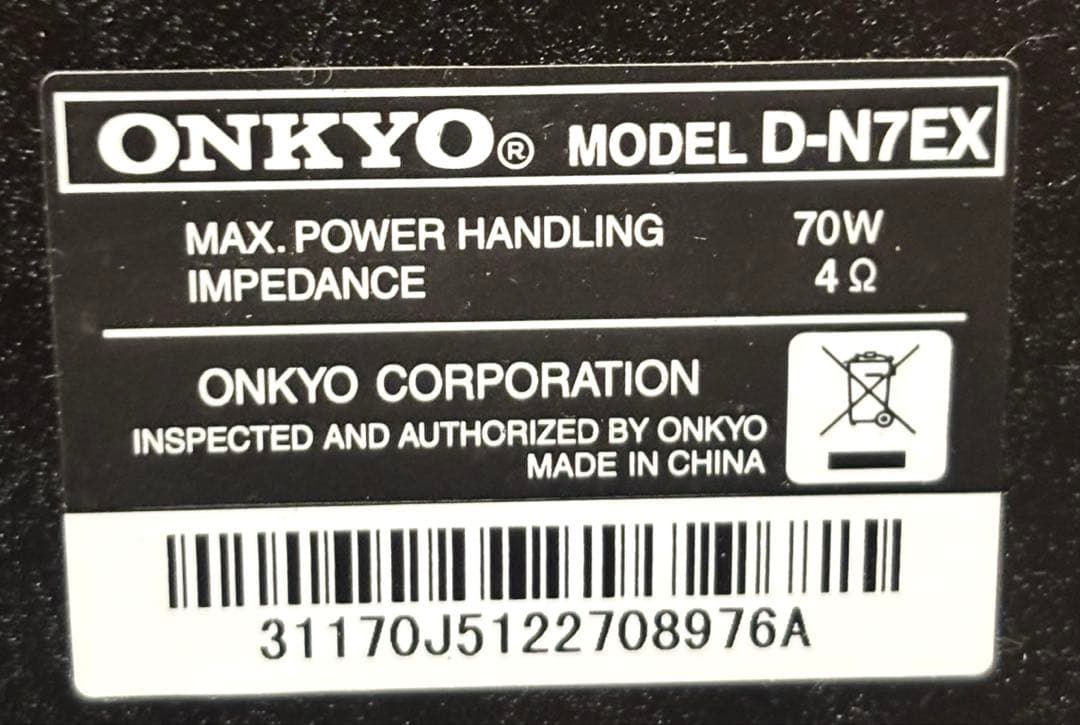 ONKYO® MODEL D-N7EX
MAX. POWER HANDLING 70W
IMPEDANCE 4 Ω
ONKYO CORPORATION
INSPECTED AND AUTHORIZED BY ONKYO
MADE IN CHINA
31170J5122708976A